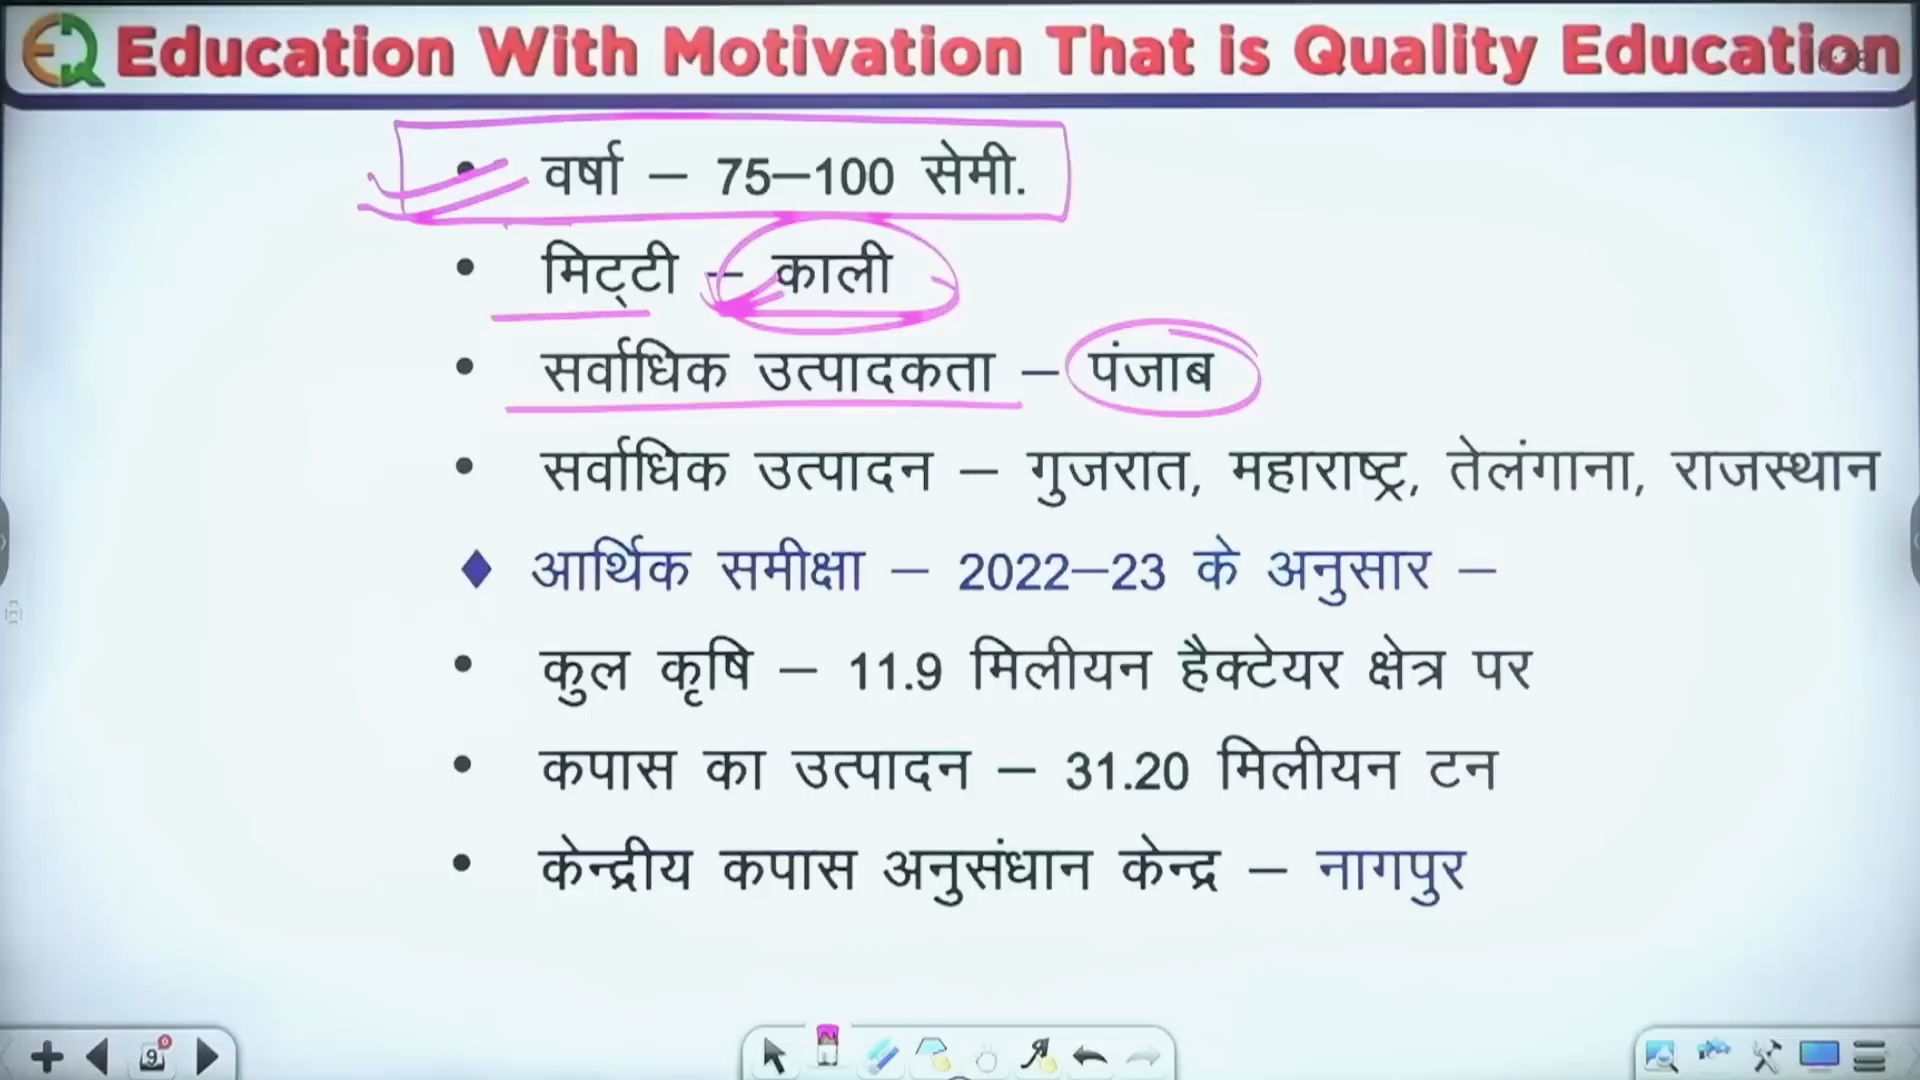 Education With Motivation That is Quality Education
• वर्षा – 75–100 सेमी.
• मिट्टी – काली
• सर्वाधिक उत्पादकता – पंजाब
• सर्वाधिक उत्पादन – गुजरात, महाराष्ट्र, तेलंगाना, राजस्थान
♦ आर्थिक समीक्षा – 2022–23 के अनुसार –
• कुल कृषि – 11.9 मिलीयन हैक्टेयर क्षेत्र पर
• कपास का उत्पादन – 31.20 मिलीयन टन
• केन्द्रीय कपास अनुसंधान केन्द्र – नागपुर